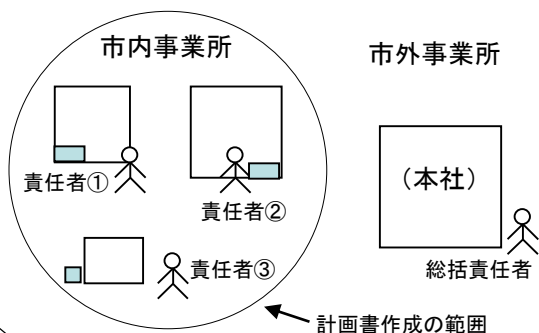 市内事業所
市外事業所
責任者①
責任者②
(本社)
責任者③
総括責任者
計画書作成の範囲